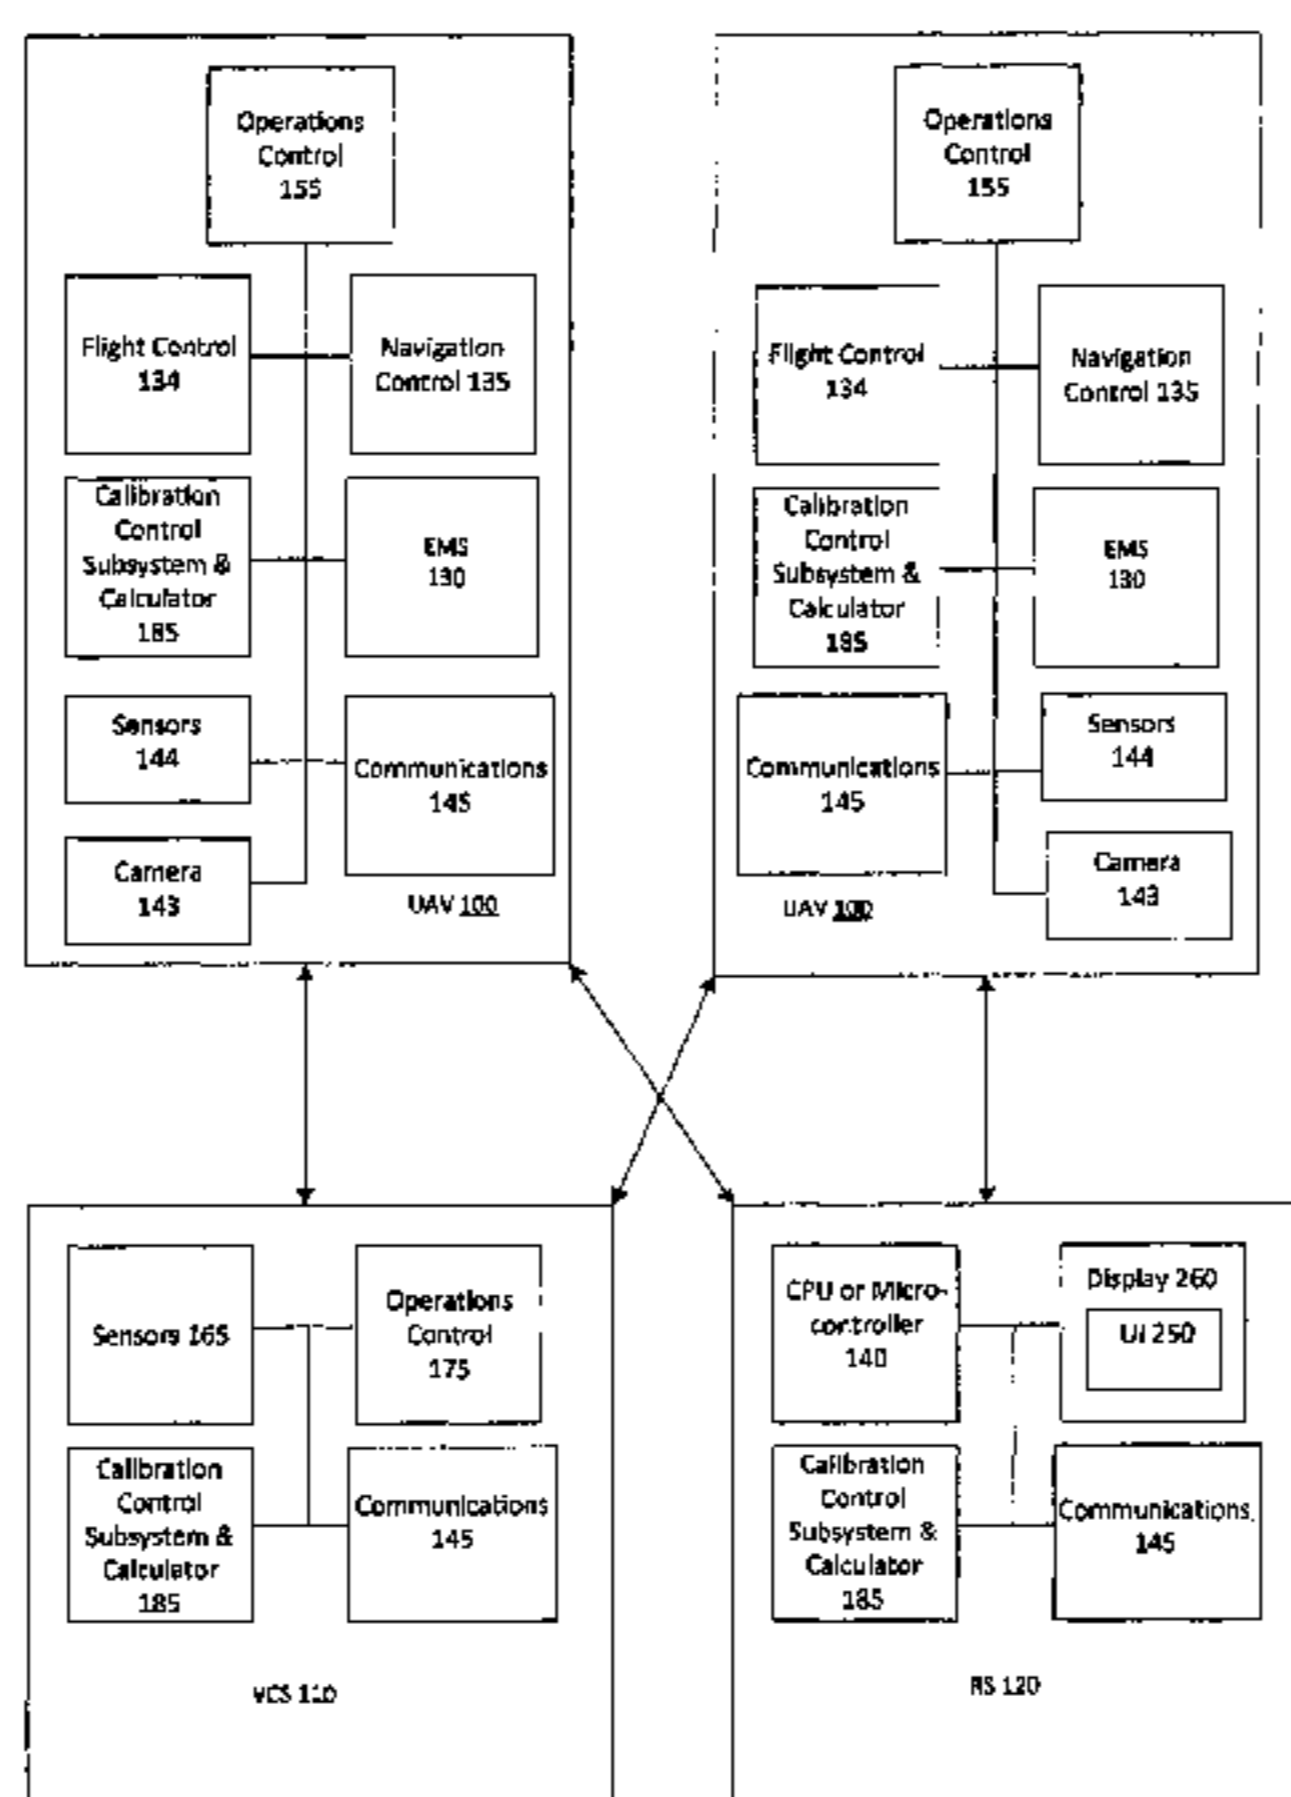 Operations
Control
155
Flight Control
134
Navigation
Control 135
Calibration
Control
Subsystem &
Calculator
185
EMS
130
Sensors
144
Communications
145
Camera
143
UAV 100
Operations
Control
155
Flight Control
134
Navigation
Control 135
Calibration
Control
Subsystem &
Calculator
185
EMS
130
Communications
145
Sensors
144
Camera
143
UAV 100
Sensors 165
Operations
Control
175
Calibration
Control
Subsystem &
Calculator
185
Communications
145
VCS 110
CPU or Micro-
controller
140
Display 260
UI 250
Calibration
Control
Subsystem &
Calculator
185
Communications
145
RS 120